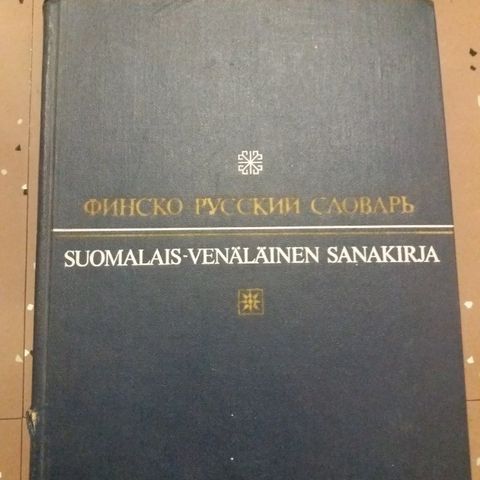 ФИНСКО РУССКИЙ СЛОВАРЬ
SUOMALAIS-VENÄLÄINEN SANAKIRJA